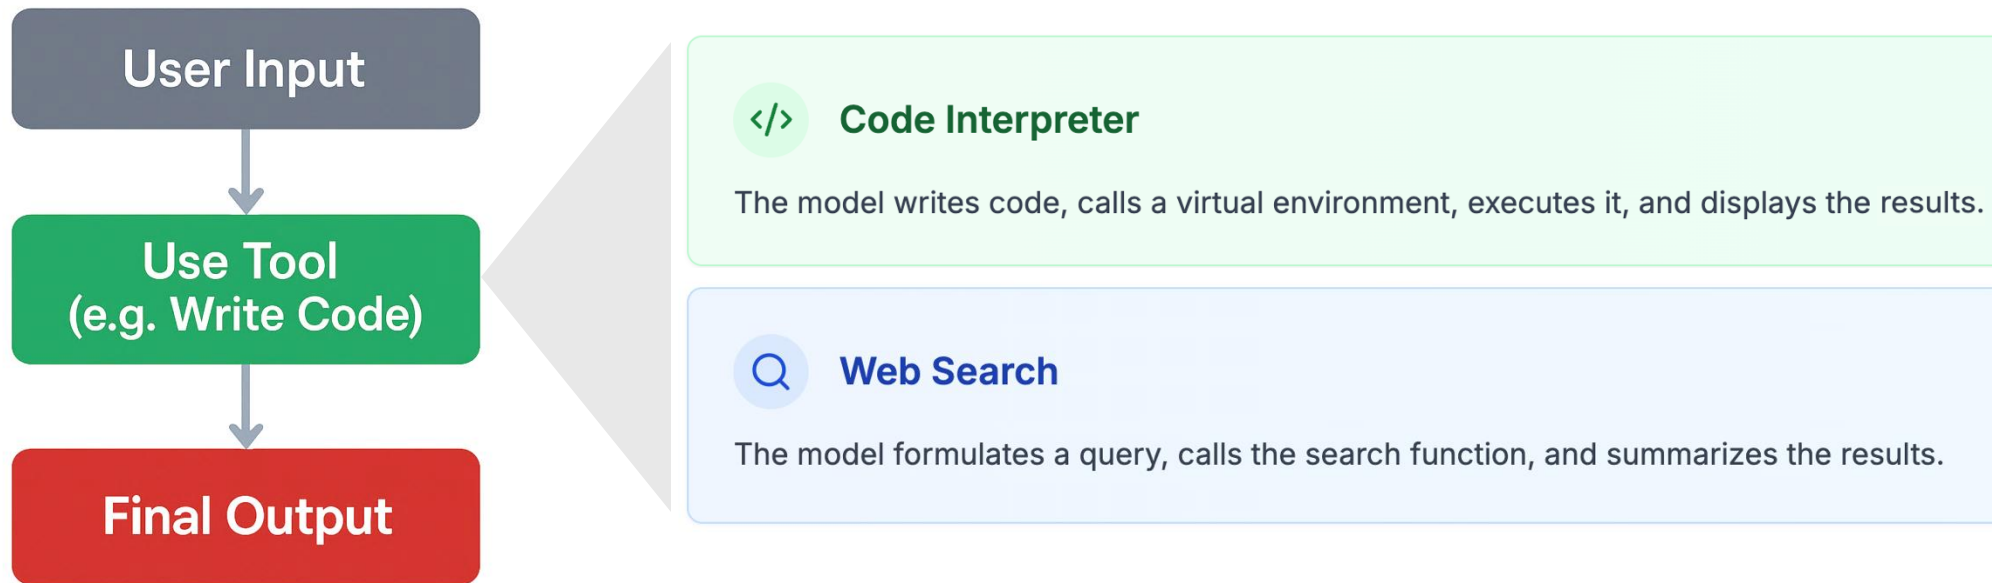 User Input
Use Tool
(e.g. Write Code)
Final Output
Code Interpreter
The model writes code, calls a virtual environment, executes it, and displays the results.
Web Search
The model formulates a query, calls the search function, and summarizes the results.